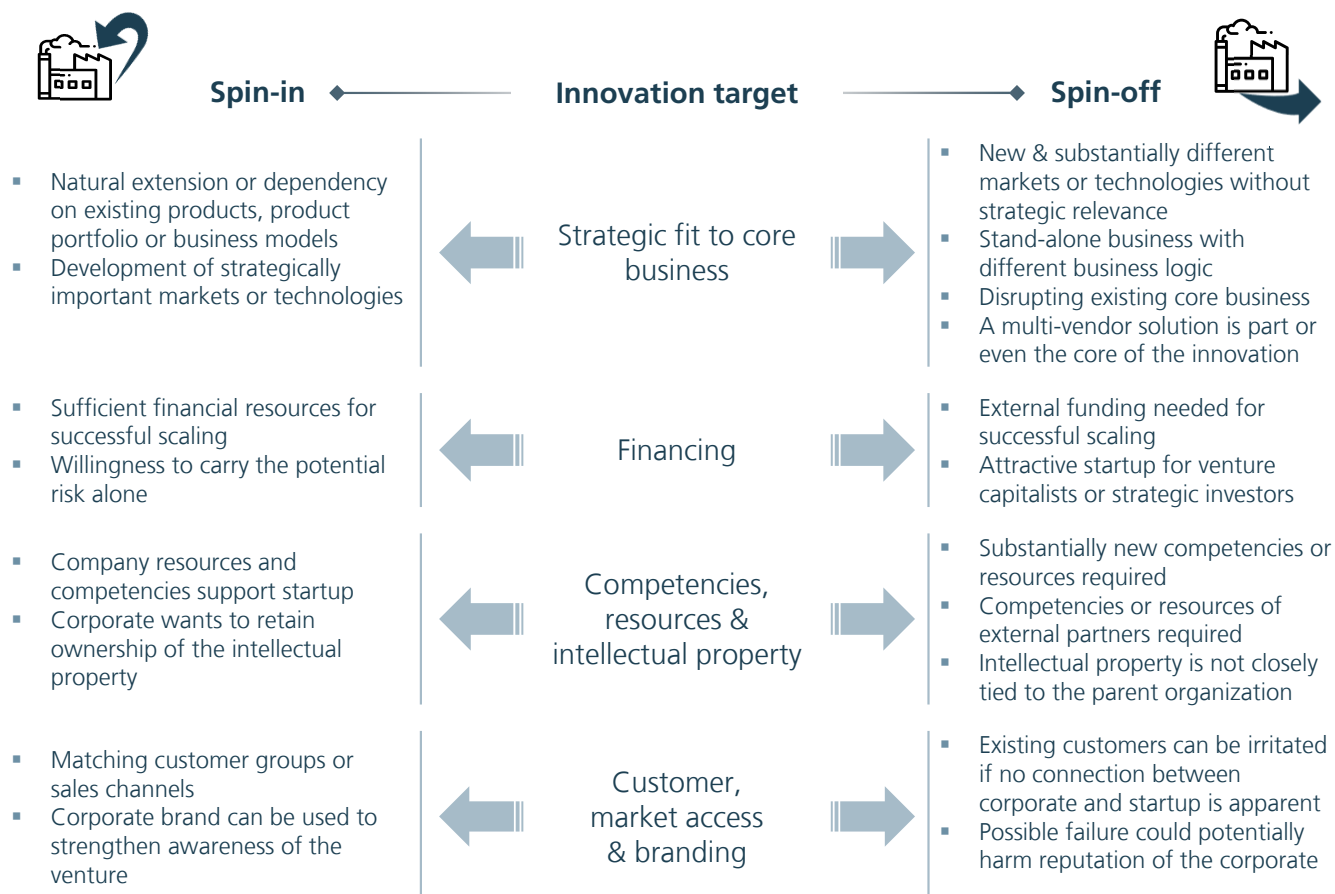 Spin-in
Innovation target
Spin-off
Natural extension or dependency
on existing products, product
portfolio or business models
Development of strategically
important markets or technologies
Strategic fit to core
business
New & substantially different
markets or technologies without
strategic relevance
Stand-alone business with
different business logic
Disrupting existing core business
A multi-vendor solution is part or
even the core of the innovation
Sufficient financial resources for
successful scaling
Willingness to carry the potential
risk alone
Financing
External funding needed for
successful scaling
Attractive startup for venture
capitalists or strategic investors
Company resources and
competencies support startup
Corporate wants to retain
ownership of the intellectual
property
Competencies,
resources &
intellectual property
Substantially new competencies or
resources required
Competencies or resources of
external partners required
Intellectual property is not closely
tied to the parent organization
Matching customer groups or
sales channels
Corporate brand can be used to
strengthen awareness of the
venture
Customer,
market access
& branding
Existing customers can be irritated
if no connection between
corporate and startup is apparent
Possible failure could potentially
harm reputation of the corporate